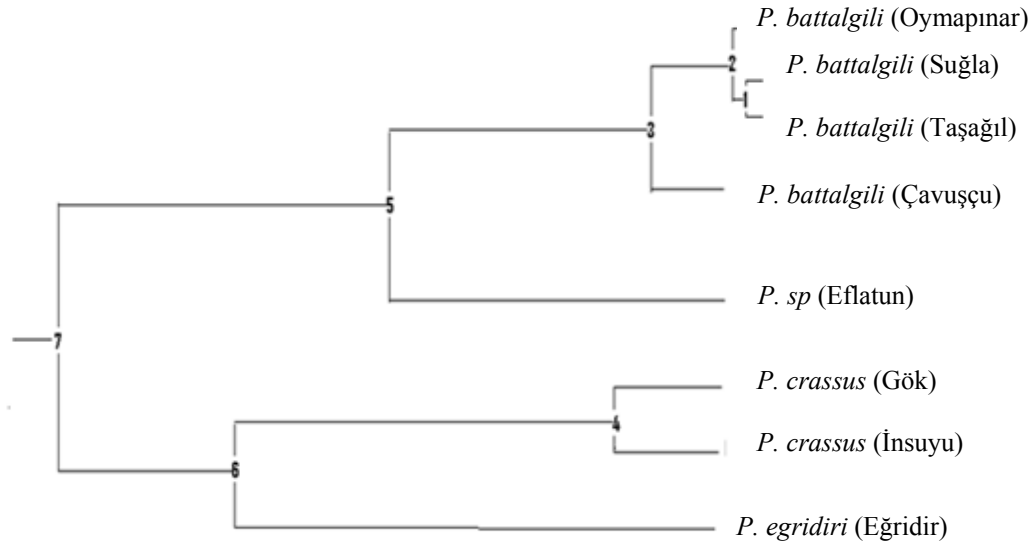 P. battalgili (Oymapınar)
2
P. battalgili (Suğla)
1
P. battalgili (Taşağıl)
3
P. battalgili (Çavuşçu)
5
P. sp (Eflatun)
7
P. crassus (Gök)
4
P. crassus (İnsuyu)
6
P. egridiri (Eğridir)